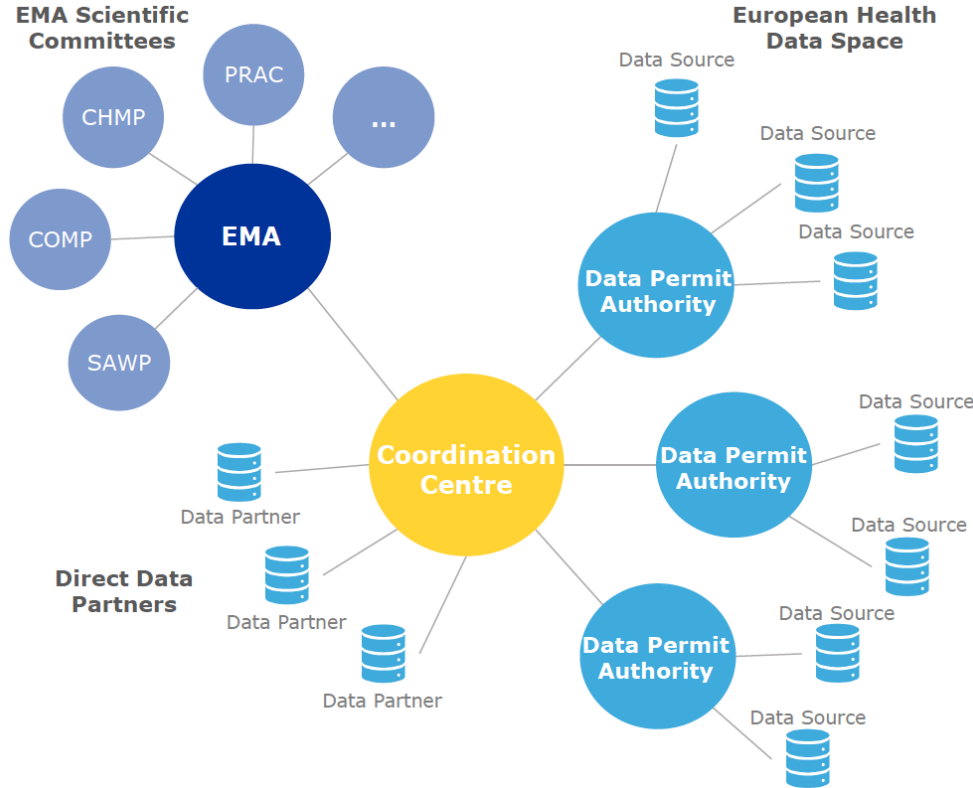 EMA Scientific
Committees
PRAC
CHMP
...
COMP
EMA
SAWP
European Health
Data Space
Data Source
Data Source
Data Source
Data Permit
Authority
Coordination
Centre
Data Permit
Authority
Data Source
Data Source
Data Permit
Authority
Data Source
Data Source
Data Partner
Direct Data
Partners
Data Partner
Data Partner